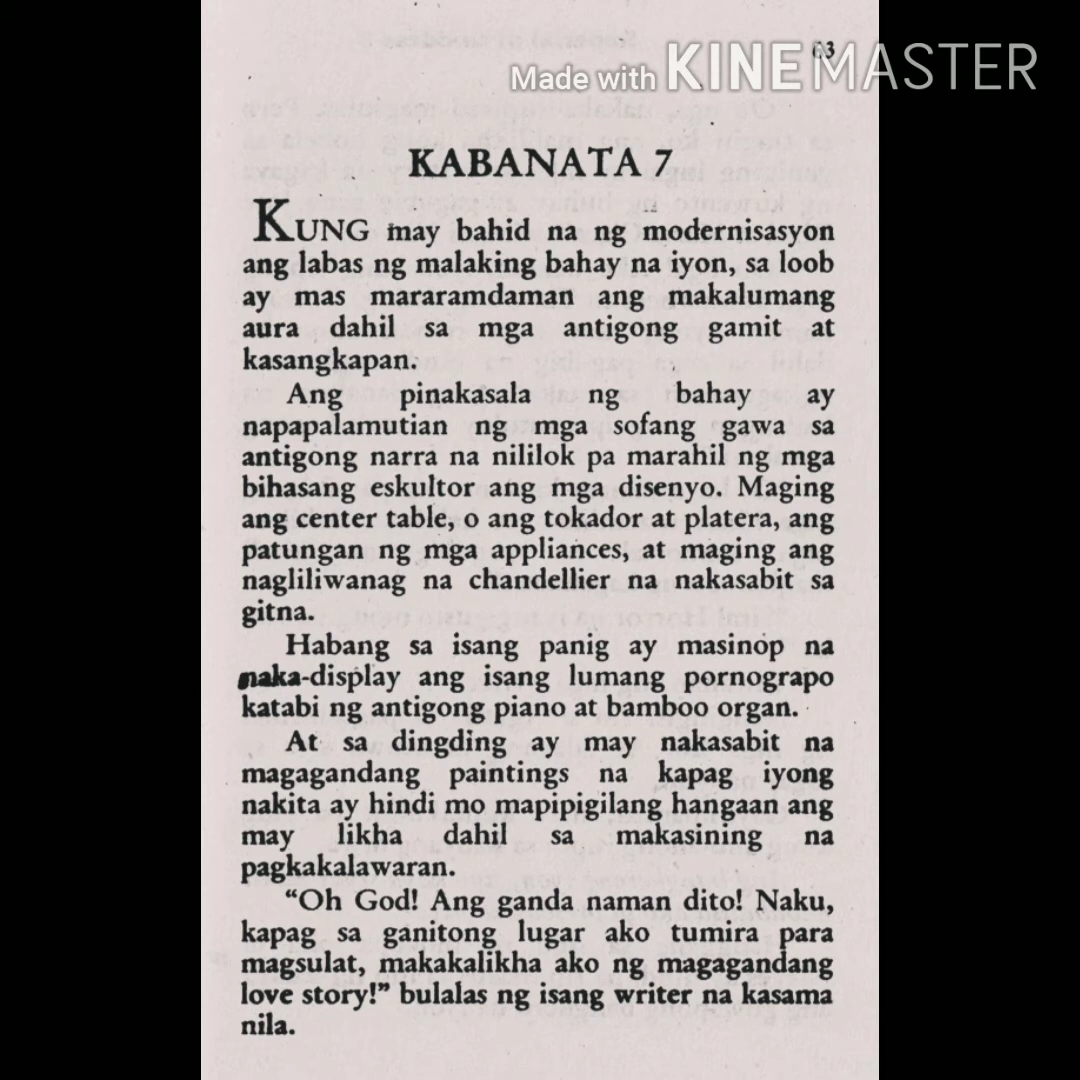 63
Made with KINEMASTER
KABANATA 7
KUNG may bahid na ng modernisasyon
ang labas ng malaking bahay na iyon, sa loob
ay mas mararamdaman ang makalumang
aura dahil sa mga antigong gamit at
kasangkapan.
Ang pinakasala ng bahay ay
napapalamutian ng mga sofang gawa sa
antigong narra na nililok pa marahil ng mga
bihasang eskultor ang mga disenyo. Maging
ang center table, o ang tokador at platera, ang
patungan ng mga appliances, at maging ang
nagliliwanag na chandellier na nakasabit sa
gitna.
Habang sa isang panig ay masinop na
naka-display ang isang lumang pornograpo
katabi ng antigong piano at bamboo organ.
At sa dingding ay may nakasabit na
magagandang paintings na kapag iyong
nakita ay hindi mo mapipigilang hangaan ang
may likha dahil sa makasining na
pagkakalawaran.
“Oh God! Ang ganda naman dito! Naku,
kapag sa ganitong lugar ako tumira para
magsulat, makakalikha ako ng magagandang
love story!” bulalas ng isang writer na kasama
nila.